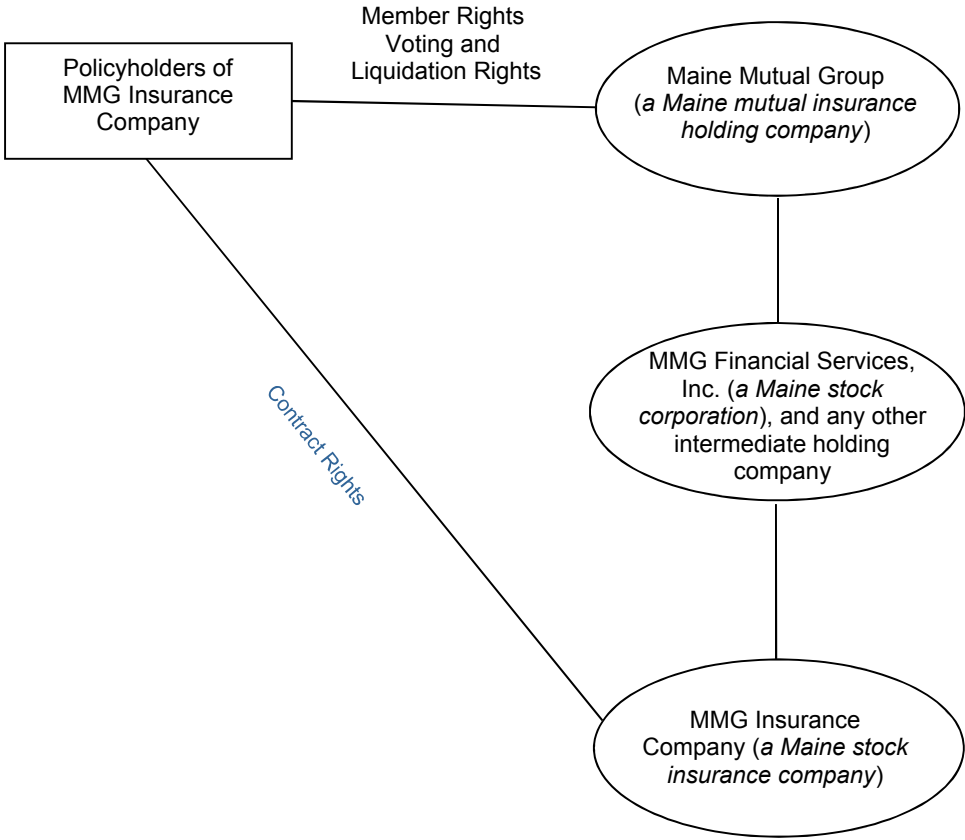 Member Rights
Voting and
Liquidation Rights
Policyholders of
MMG Insurance
Company
Maine Mutual Group
(a Maine mutual insurance
holding company)
MMG Financial Services,
Inc. (a Maine stock
corporation), and any other
intermediate holding
company
Contract Rights
MMG Insurance
Company (a Maine stock
insurance company)